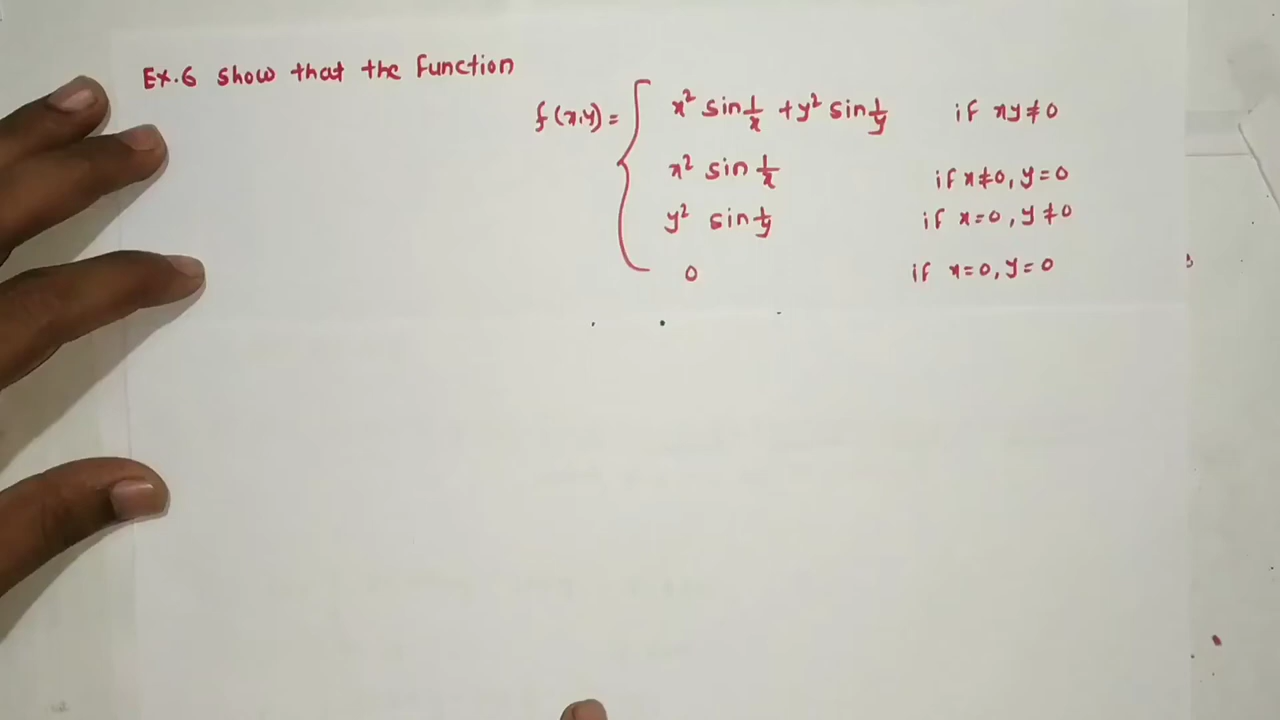 Ex.6 Show that the function
f(x,y) = { x² sin 1/x + y² sin 1/y if xy ≠ 0
x² sin 1/x if x ≠ 0, y = 0
y² sin 1/y if x = 0, y ≠ 0
0 if x = 0, y = 0